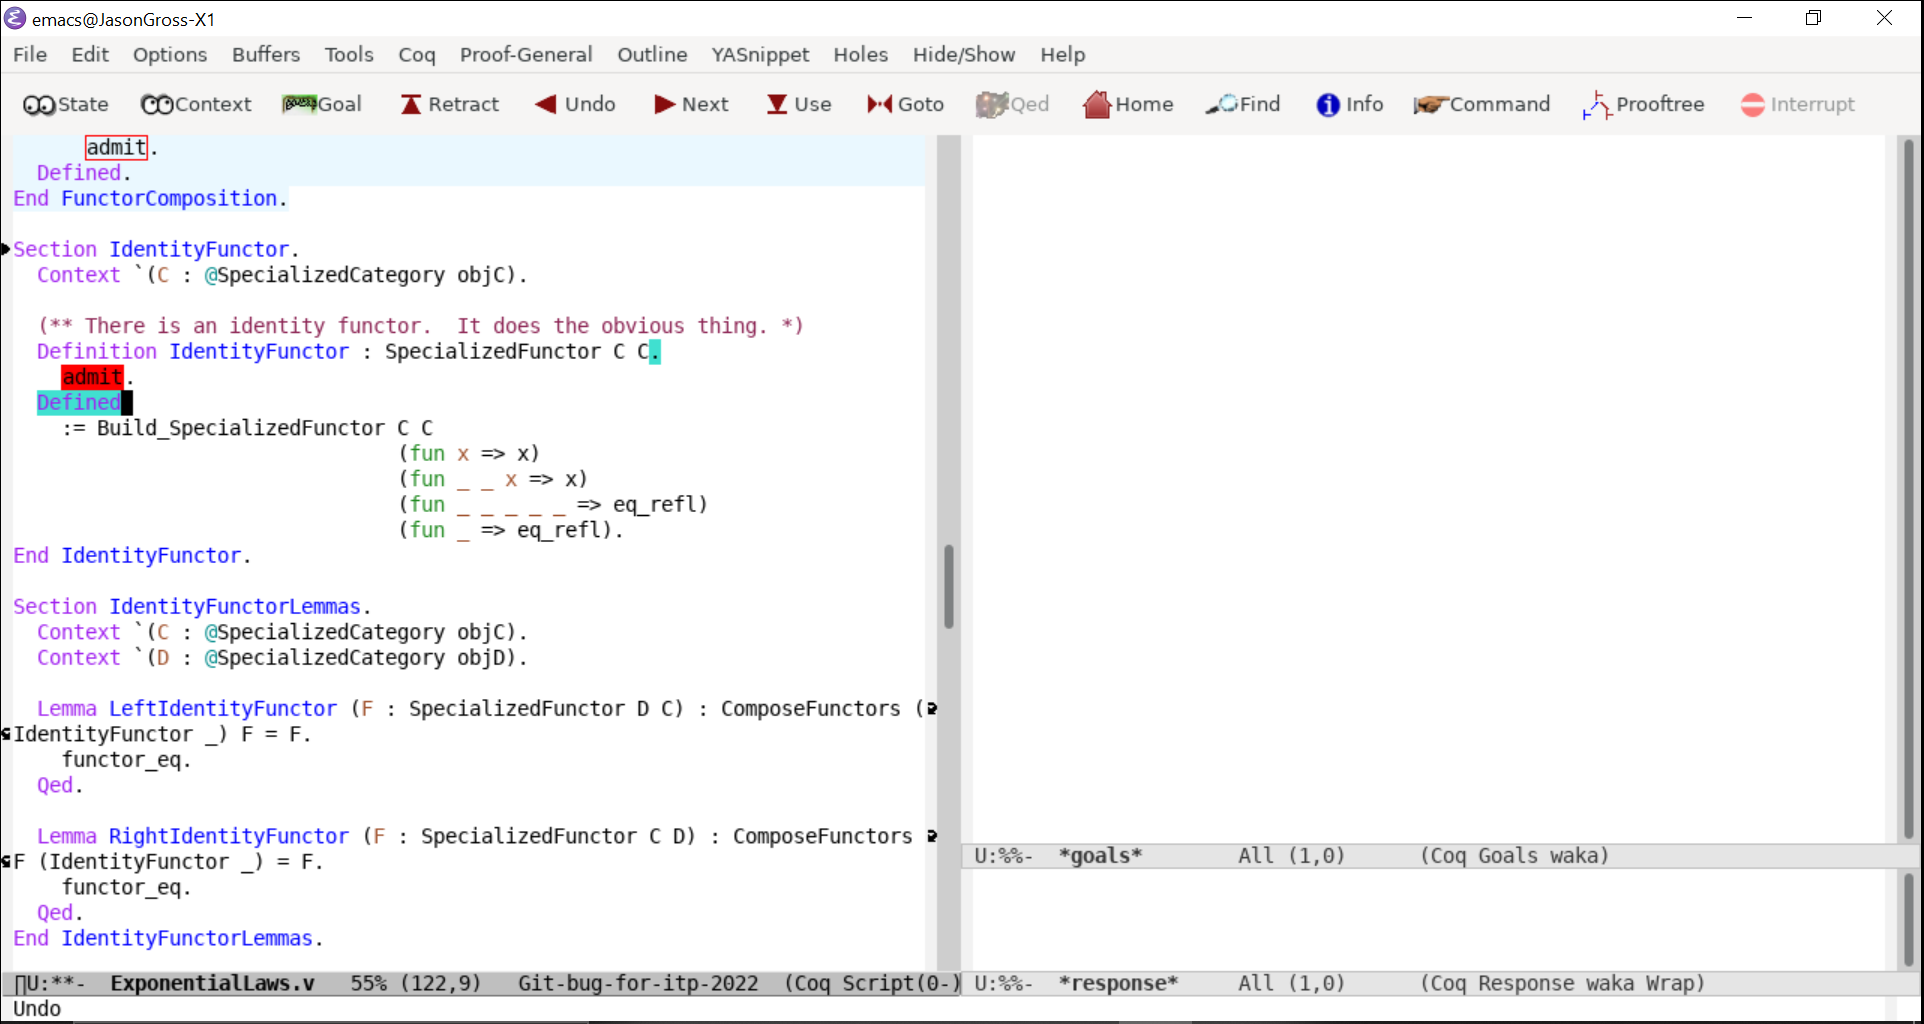 emacs@JasonGross-X1
File Edit Options Buffers Tools Coq Proof-General Outline YASnippet Holes Hide/Show Help
State Context Goal Retract Undo Next Use Goto Qed Home Find Info Command Prooftree Interrupt
      admit.
  Defined.
End FunctorComposition.
Section IdentityFunctor.
  Context `(C : @SpecializedCategory objC).
  (** There is an identity functor.  It does the obvious thing. *)
  Definition IdentityFunctor : SpecializedFunctor C C.
    admit.
  Defined
    := Build_SpecializedFunctor C C
                                (fun x => x)
                                (fun _ _ x => x)
                                (fun _ _ _ _ _ => eq_refl)
                                (fun _ => eq_refl).
End IdentityFunctor.
Section IdentityFunctorLemmas.
  Context `(C : @SpecializedCategory objC).
  Context `(D : @SpecializedCategory objD).
  Lemma LeftIdentityFunctor (F : SpecializedFunctor D C) : ComposeFunctors (
IdentityFunctor _) F = F.
    functor_eq.
  Qed.
  Lemma RightIdentityFunctor (F : SpecializedFunctor C D) : ComposeFunctors
F (IdentityFunctor _) = F.
    functor_eq.
  Qed.
End IdentityFunctorLemmas.
U:**-  ExponentialLaws.v   55% (122,9)   Git-bug-for-itp-2022  (Coq Script(0-)
Undo
U:%%-  *goals*        All (1,0)      (Coq Goals waka)
U:%%-  *response*     All (1,0)      (Coq Response waka Wrap)